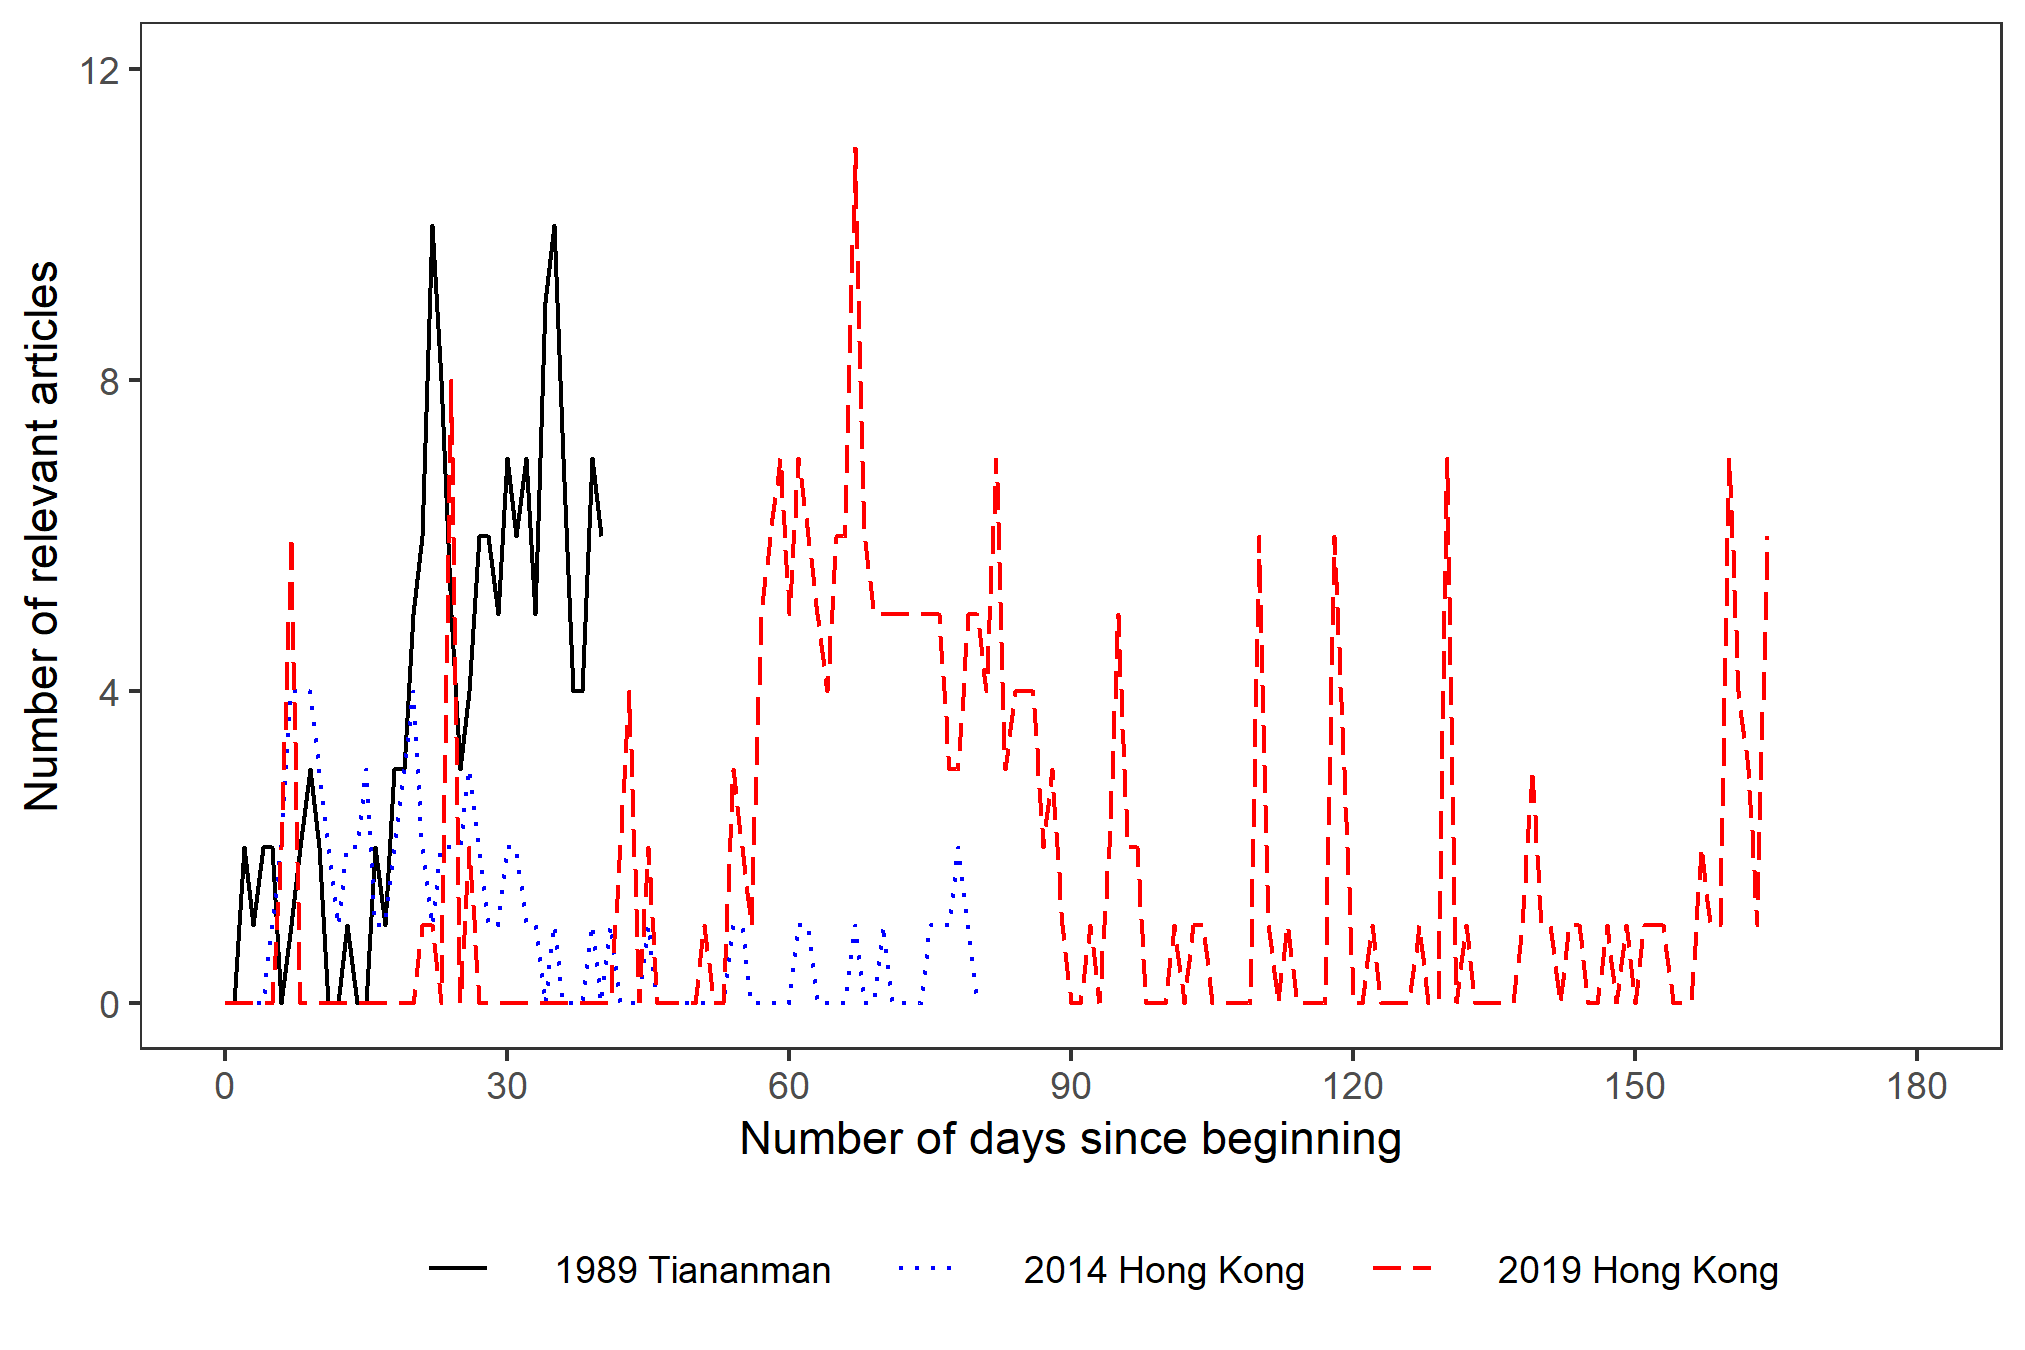 Number of relevant articles
12
8
4
0
0 30 60 90 120 150 180
Number of days since beginning
1989 Tiananman 2014 Hong Kong 2019 Hong Kong